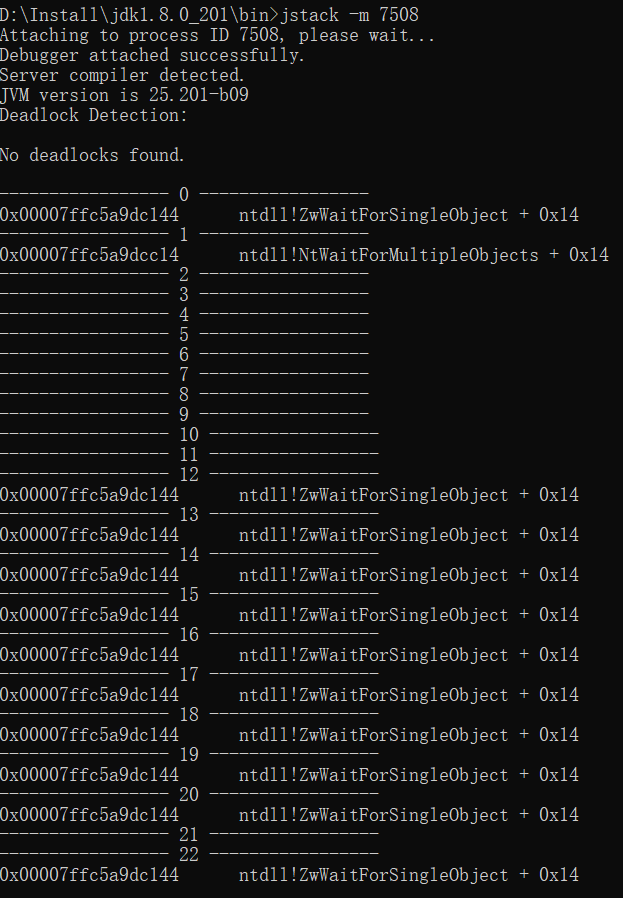 D:\Install\jdk1.8.0_201\bin>jstack -m 7508
Attaching to process ID 7508, please wait...
Debugger attached successfully.
Server compiler detected.
JVM version is 25.201-b09
Deadlock Detection:
No deadlocks found.
----------------- 0 -----------------
0x00007ffc5a9dc144      ntdll!ZwWaitForSingleObject + 0x14
----------------- 1 -----------------
0x00007ffc5a9dcc14      ntdll!NtWaitForMultipleObjects + 0x14
----------------- 2 -----------------
----------------- 3 -----------------
----------------- 4 -----------------
----------------- 5 -----------------
----------------- 6 -----------------
----------------- 7 -----------------
----------------- 8 -----------------
----------------- 9 -----------------
----------------- 10 -----------------
----------------- 11 -----------------
----------------- 12 -----------------
0x00007ffc5a9dc144      ntdll!ZwWaitForSingleObject + 0x14
----------------- 13 -----------------
0x00007ffc5a9dc144      ntdll!ZwWaitForSingleObject + 0x14
----------------- 14 -----------------
0x00007ffc5a9dc144      ntdll!ZwWaitForSingleObject + 0x14
----------------- 15 -----------------
0x00007ffc5a9dc144      ntdll!ZwWaitForSingleObject + 0x14
----------------- 16 -----------------
0x00007ffc5a9dc144      ntdll!ZwWaitForSingleObject + 0x14
----------------- 17 -----------------
0x00007ffc5a9dc144      ntdll!ZwWaitForSingleObject + 0x14
----------------- 18 -----------------
0x00007ffc5a9dc144      ntdll!ZwWaitForSingleObject + 0x14
----------------- 19 -----------------
0x00007ffc5a9dc144      ntdll!ZwWaitForSingleObject + 0x14
----------------- 20 -----------------
0x00007ffc5a9dc144      ntdll!ZwWaitForSingleObject + 0x14
----------------- 21 -----------------
----------------- 22 -----------------
0x00007ffc5a9dc144      ntdll!ZwWaitForSingleObject + 0x14